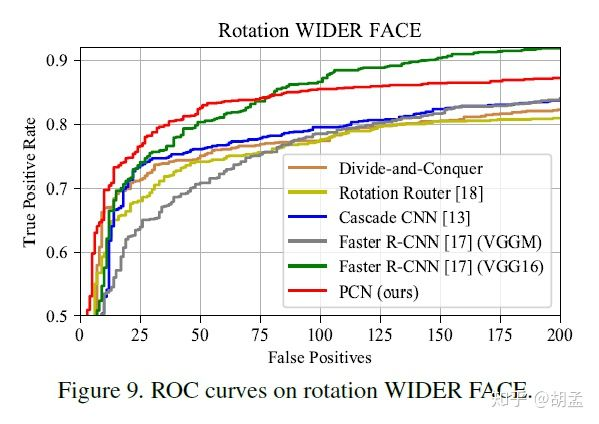 Rotation WIDER FACE
True Positive Rate
0.9
0.8
0.7
0.6
0.5
Divide-and-Conquer
Rotation Router [18]
Cascade CNN [13]
Faster R-CNN [17] (VGGM)
Faster R-CNN [17] (VGG16)
PCN (ours)
0 25 50 75 100 125 150 175 200
False Positives
Figure 9. ROC curves on rotation WIDER FACE.
知乎 @胡孟